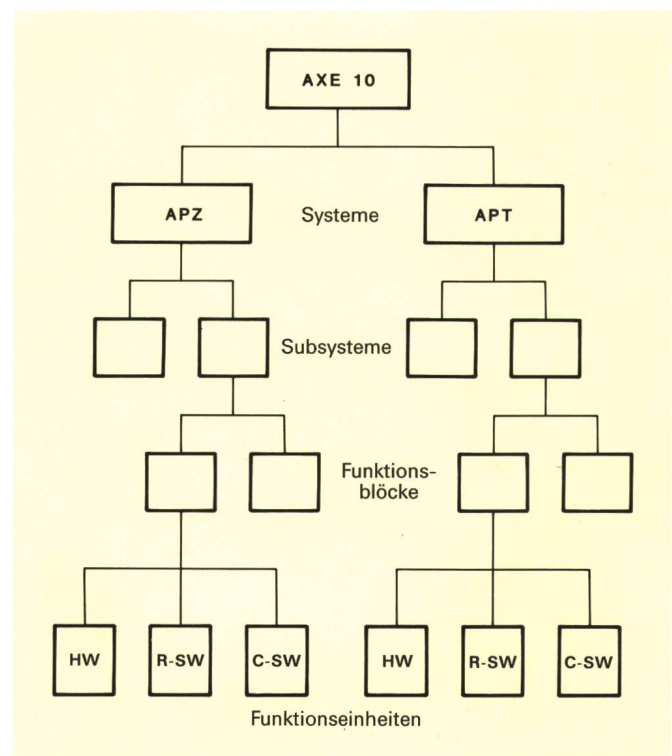 AXE 10
APZ
Systeme
APT
Subsysteme
Funktions-
blöcke
HW
R-SW
C-SW
HW
R-SW
C-SW
Funktionseinheiten